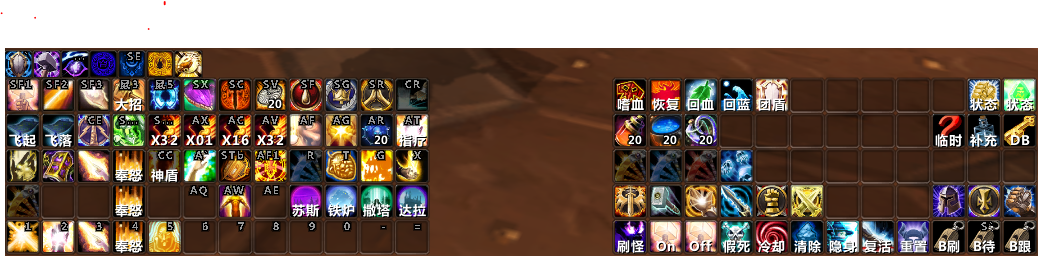 SE
SF1 SF2 SF3 鼠3 鼠5 SX SC SV SF SG SR CR
大招 20
嗜血 恢复 回血 回蓝 团盾 状态 状态
CE S... S... AX AC AV AF AG AR AT
飞起 飞落 X32 X01 X16 X32 20 指疗
20 20 20 临时 补充 DB
CC A STb AF1 R T G X
奉怒 神盾
AQ AW AE
奉怒 苏斯 铁炉 撒塔 达拉
1 2 3 4 5 6 7 8 9 0 - =
奉怒
刷怪 On. Off. 假死 冷却 清除 隐身 复活 重置 B刷 B待 B跟